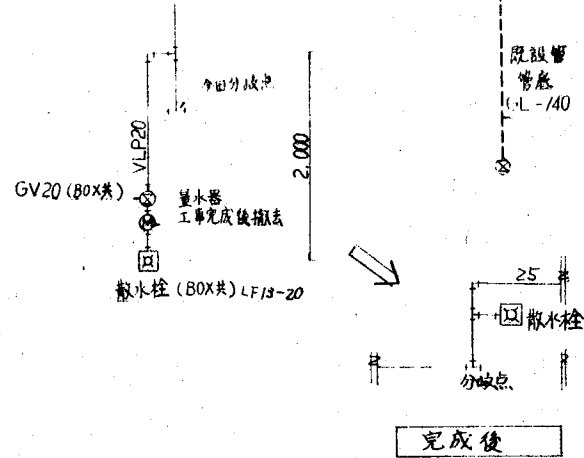 既設管
管底
GL-140
今回分岐点
VLP20
2,000
GV20 (BOX共)
量水器
工事完成後撤去
散水栓 (BOX共) LF13-20
25
散水栓
分岐点
完成後